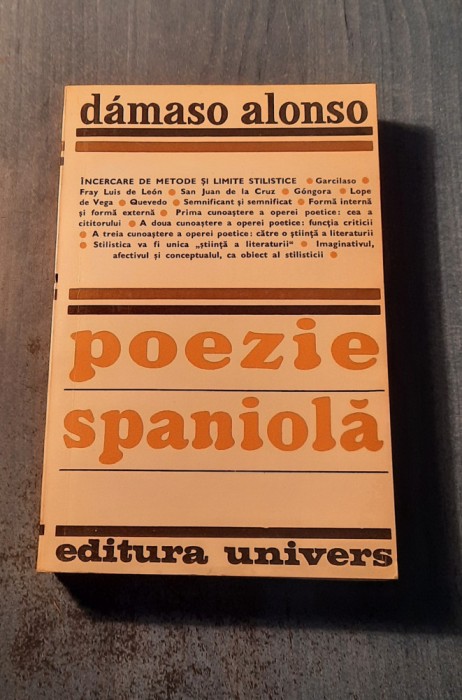 dámaso alonso
ÎNCERCARE DE METODE ȘI LIMITE STILISTICE • Garcilaso •
Fray Luis de León • San Juan de la Cruz • Góngora • Lope
de Vega • Quevedo • Semnificant și semnificat • Formă internă
și formă externă • Prima cunoaștere a operei poetice: cea a
cititorului • A doua cunoaștere a operei poetice: funcția criticii
• A treia cunoaștere a operei poetice: către o știință a literaturii
• Stilistica va fi unica „știință a literaturii“ • Imaginativul,
afectivul și conceptualul, ca obiect al stilisticii •
poezie
spaniolă
editura univers